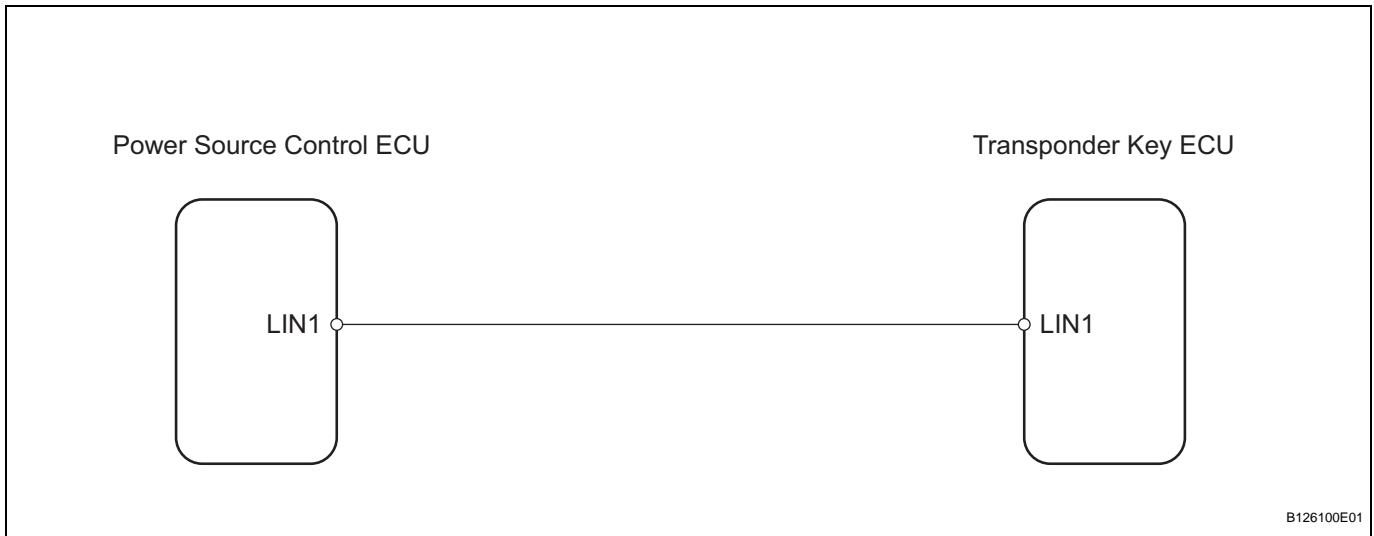 Power Source Control ECU
Transponder Key ECU
LIN1
LIN1
B126100E01